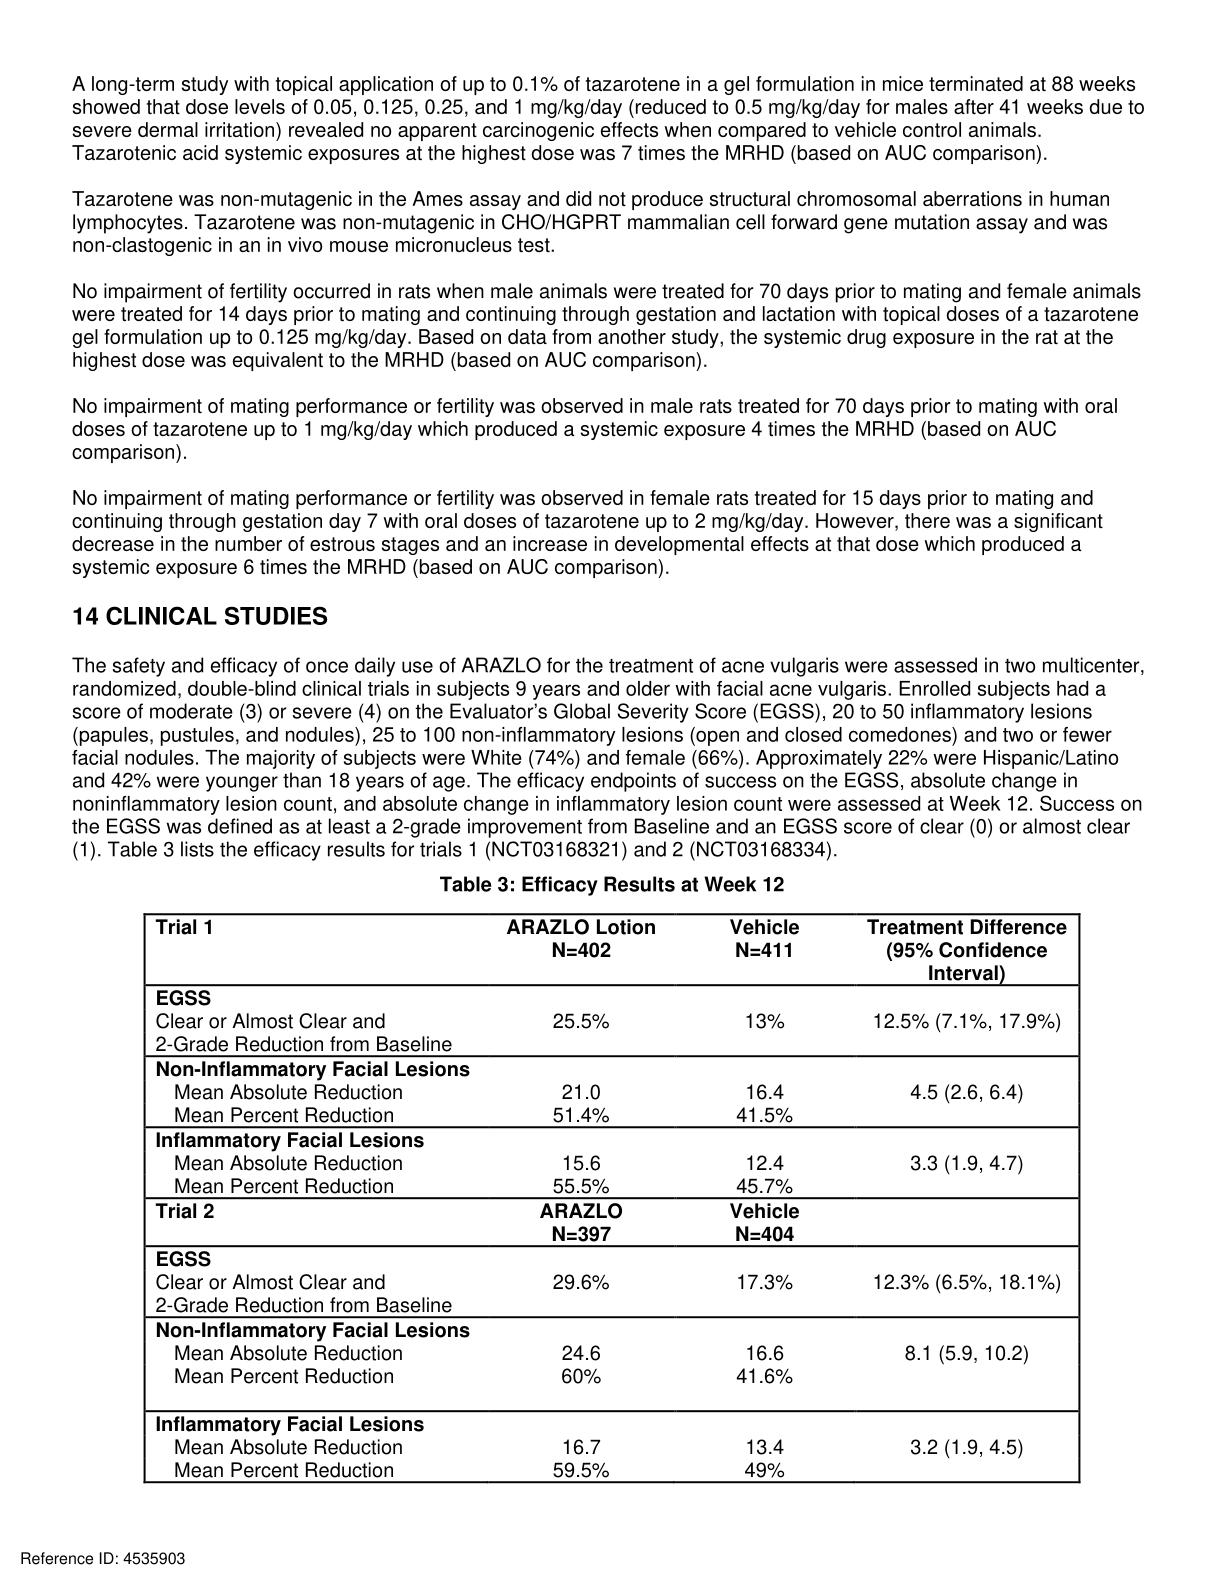 A long-term study with topical application of up to 0.1% of tazarotene in a gel formulation in mice terminated at 88 weeks
showed that dose levels of 0.05, 0.125, 0.25, and 1 mg/kg/day (reduced to 0.5 mg/kg/day for males after 41 weeks due to
severe dermal irritation) revealed no apparent carcinogenic effects when compared to vehicle control animals.
Tazarotenic acid systemic exposures at the highest dose was 7 times the MRHD (based on AUC comparison).
Tazarotene was non-mutagenic in the Ames assay and did not produce structural chromosomal aberrations in human
lymphocytes. Tazarotene was non-mutagenic in CHO/HGPRT mammalian cell forward gene mutation assay and was
non-clastogenic in an in vivo mouse micronucleus test.
No impairment of fertility occurred in rats when male animals were treated for 70 days prior to mating and female animals
were treated for 14 days prior to mating and continuing through gestation and lactation with topical doses of a tazarotene
gel formulation up to 0.125 mg/kg/day. Based on data from another study, the systemic drug exposure in the rat at the
highest dose was equivalent to the MRHD (based on AUC comparison).
No impairment of mating performance or fertility was observed in male rats treated for 70 days prior to mating with oral
doses of tazarotene up to 1 mg/kg/day which produced a systemic exposure 4 times the MRHD (based on AUC
comparison).
No impairment of mating performance or fertility was observed in female rats treated for 15 days prior to mating and
continuing through gestation day 7 with oral doses of tazarotene up to 2 mg/kg/day. However, there was a significant
decrease in the number of estrous stages and an increase in developmental effects at that dose which produced a
systemic exposure 6 times the MRHD (based on AUC comparison).
14 CLINICAL STUDIES
The safety and efficacy of once daily use of ARAZLO for the treatment of acne vulgaris were assessed in two multicenter,
randomized, double-blind clinical trials in subjects 9 years and older with facial acne vulgaris. Enrolled subjects had a
score of moderate (3) or severe (4) on the Evaluator's Global Severity Score (EGSS), 20 to 50 inflammatory lesions
(papules, pustules, and nodules), 25 to 100 non-inflammatory lesions (open and closed comedones) and two or fewer
facial nodules. The majority of subjects were White (74%) and female (66%). Approximately 22% were Hispanic/Latino
and 42% were younger than 18 years of age. The efficacy endpoints of success on the EGSS, absolute change in
noninflammatory lesion count, and absolute change in inflammatory lesion count were assessed at Week 12. Success on
the EGSS was defined as at least a 2-grade improvement from Baseline and an EGSS score of clear (0) or almost clear
(1). Table 3 lists the efficacy results for trials 1 (NCT03168321) and 2 (NCT03168334).
Table 3: Efficacy Results at Week 12
Trial 1 ARAZLO Lotion Vehicle Treatment Difference
N=402 N=411 (95% Confidence
Interval)
EGSS
Clear or Almost Clear and 25.5% 13% 12.5% (7.1%, 17.9%)
2-Grade Reduction from Baseline
Non-Inflammatory Facial Lesions
Mean Absolute Reduction 21.0 16.4 4.5 (2.6, 6.4)
Mean Percent Reduction 51.4% 41.5%
Inflammatory Facial Lesions
Mean Absolute Reduction 15.6 12.4 3.3 (1.9, 4.7)
Mean Percent Reduction 55.5% 45.7%
Trial 2 ARAZLO Vehicle
N=397 N=404
EGSS
Clear or Almost Clear and 29.6% 17.3% 12.3% (6.5%, 18.1%)
2-Grade Reduction from Baseline
Non-Inflammatory Facial Lesions
Mean Absolute Reduction 24.6 16.6 8.1 (5.9, 10.2)
Mean Percent Reduction 60% 41.6%
Inflammatory Facial Lesions
Mean Absolute Reduction 16.7 13.4 3.2 (1.9, 4.5)
Mean Percent Reduction 59.5% 49%
Reference ID: 4535903